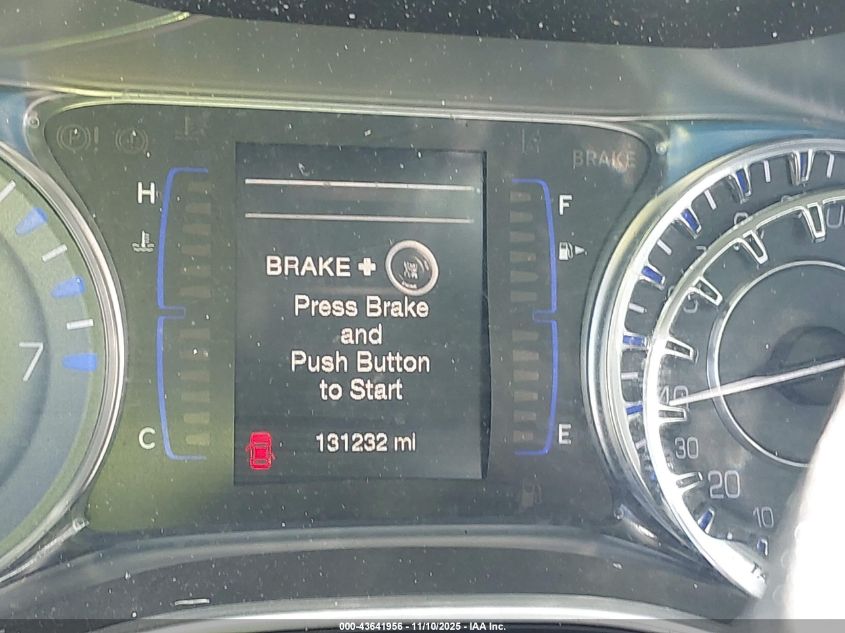 BRAKE
H
F
BRAKE +
Press Brake
and
Push Button
to Start
7
C
E
131232 mi
40
30
20
10
000-43641956 - 11/10/2025 - IAA Inc.